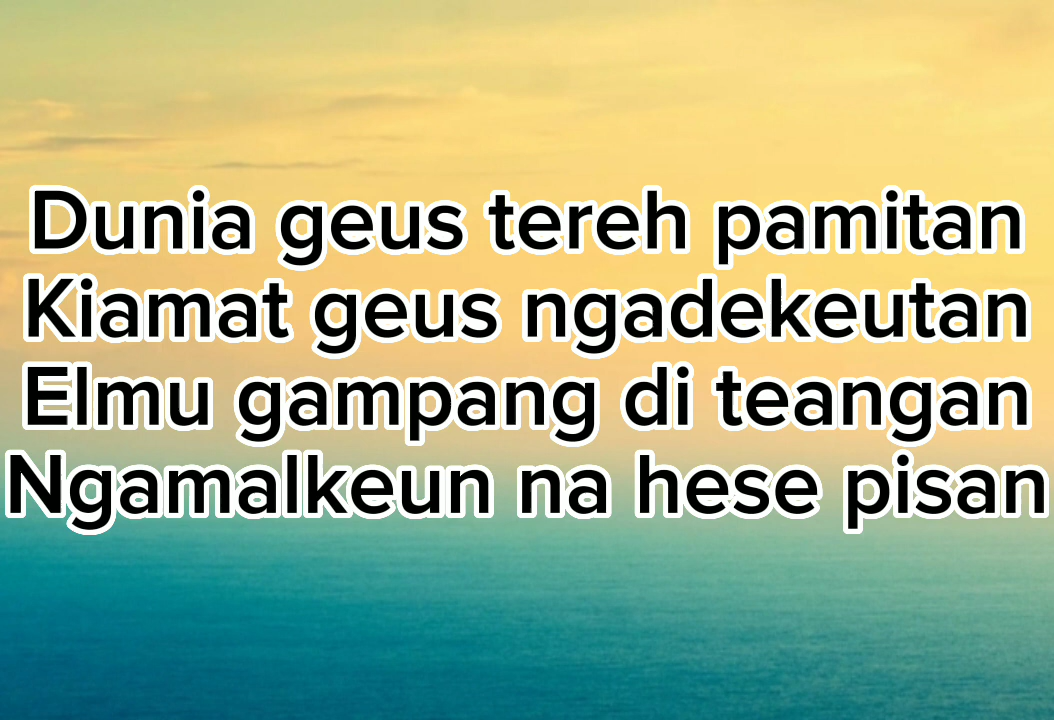 Dunia geus tereh pamitan
Kiamat geus ngadekeutan
Elmu gampang di teangan
Ngamalkeun na hese pisan